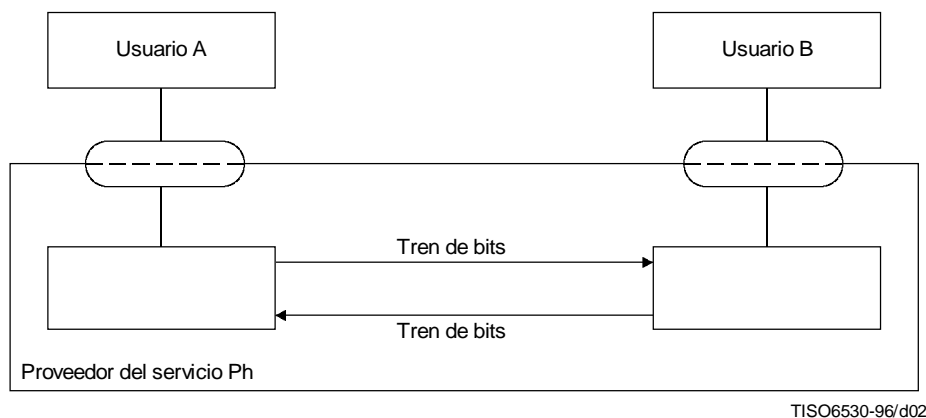 Usuario A
Usuario B
Tren de bits
Tren de bits
Proveedor del servicio Ph
TISO6530-96/d02